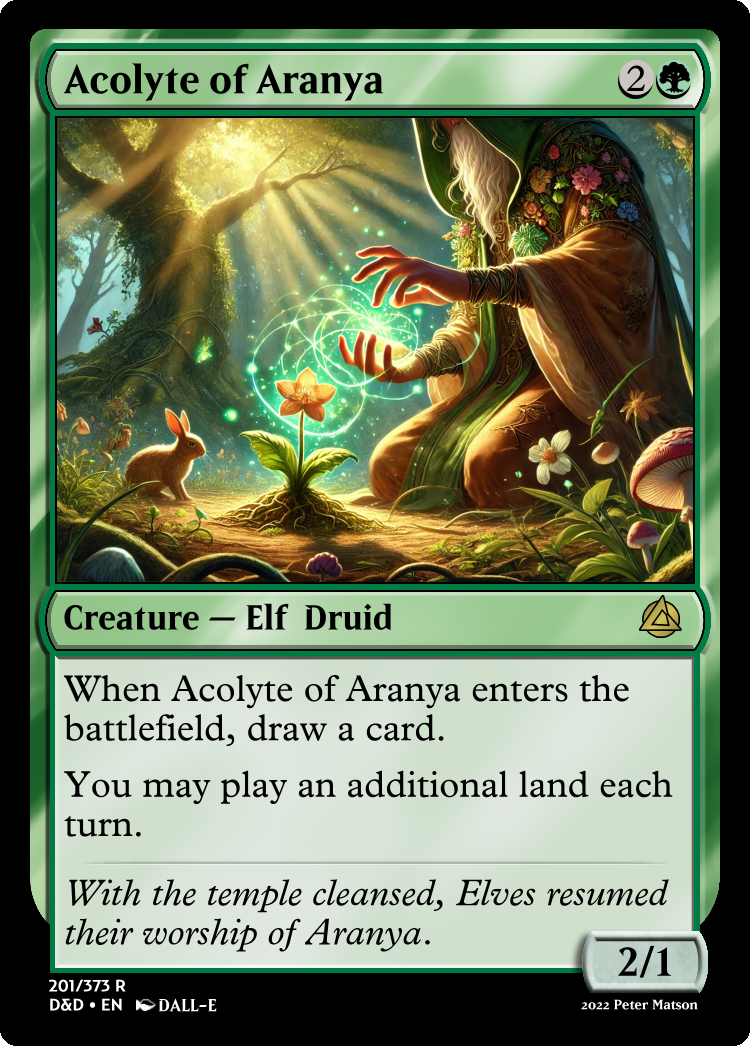 Acolyte of Aranya 2
Creature — Elf Druid
When Acolyte of Aranya enters the
battlefield, draw a card.
You may play an additional land each
turn.
With the temple cleansed, Elves resumed
their worship of Aranya.
2/1
201/373 R
D&D • EN DALL-E
2022 Peter Matson